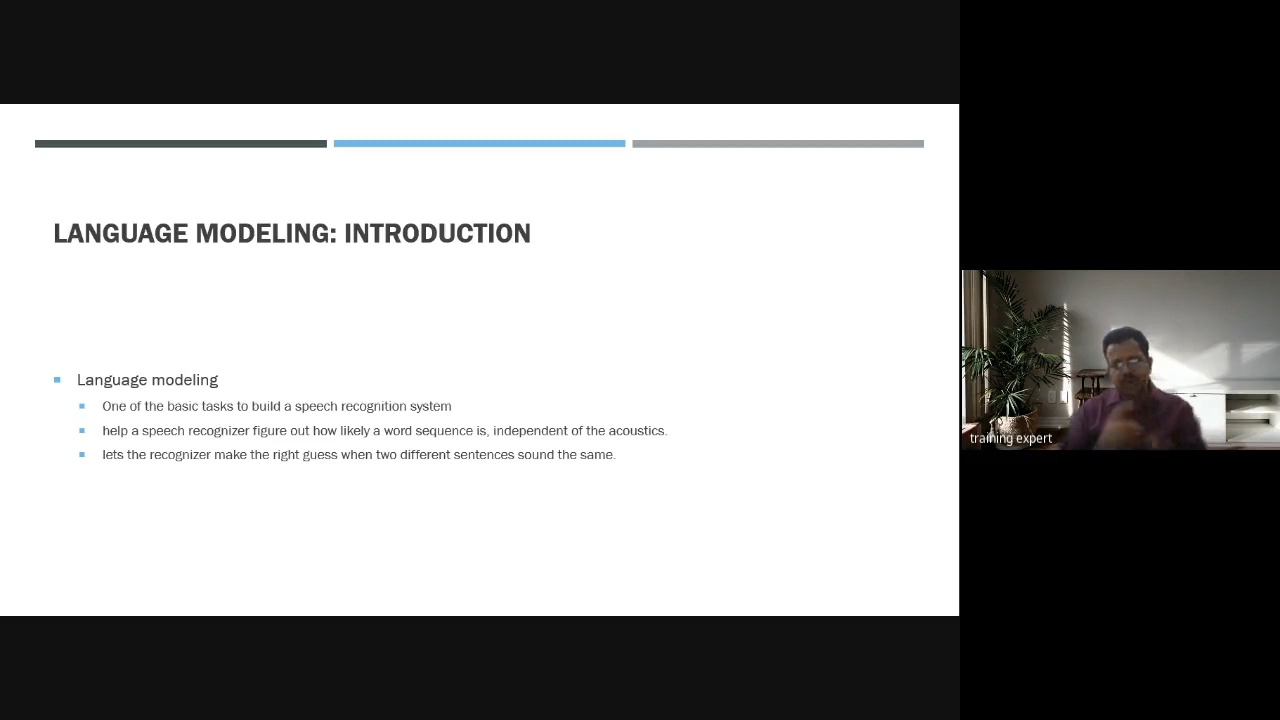 LANGUAGE MODELING: INTRODUCTION
Language modeling
One of the basic tasks to build a speech recognition system
help a speech recognizer figure out how likely a word sequence is, independent of the acoustics.
lets the recognizer make the right guess when two different sentences sound the same.
training expert